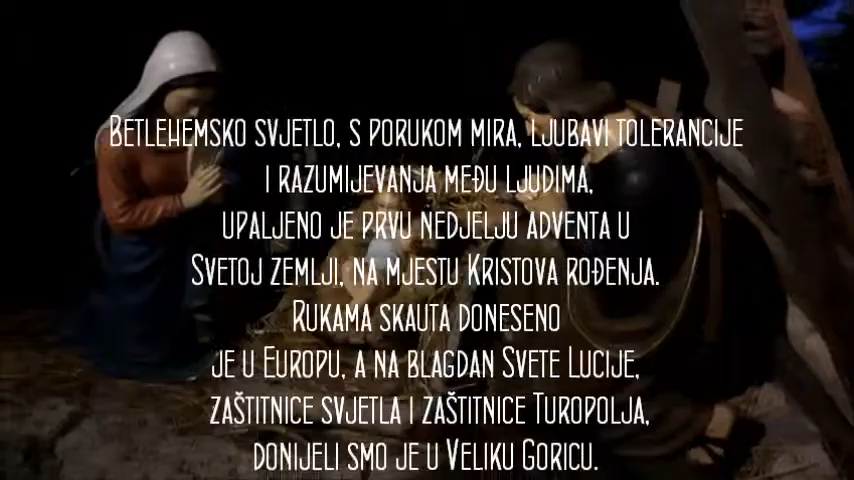 Betlehemsko svjetlo, s porukom mira, ljubavi tolerancije
i razumijevanja među ljudima,
upaljeno je prvu nedjelju adventa u
Svetoj zemlji, na mjestu Kristova rođenja.
Rukama skauta doneseno
je u Europu, a na blagdan Svete Lucije,
zaštitnice svjetla i zaštitnice Turopolja,
donijeli smo je u Veliku Goricu.